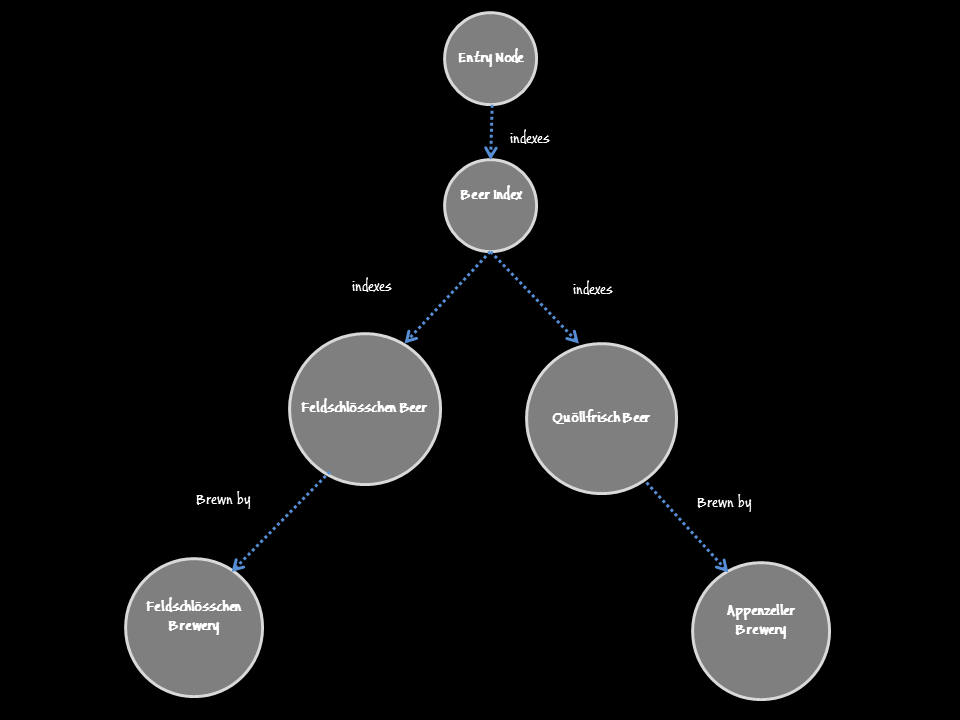 Entry Node
indexes
Beer Index
indexes
indexes
Feldschlösschen Beer
Quöllfrisch Beer
Brewn by
Brewn by
Feldschlösschen
Brewery
Appenzeller
Brewery